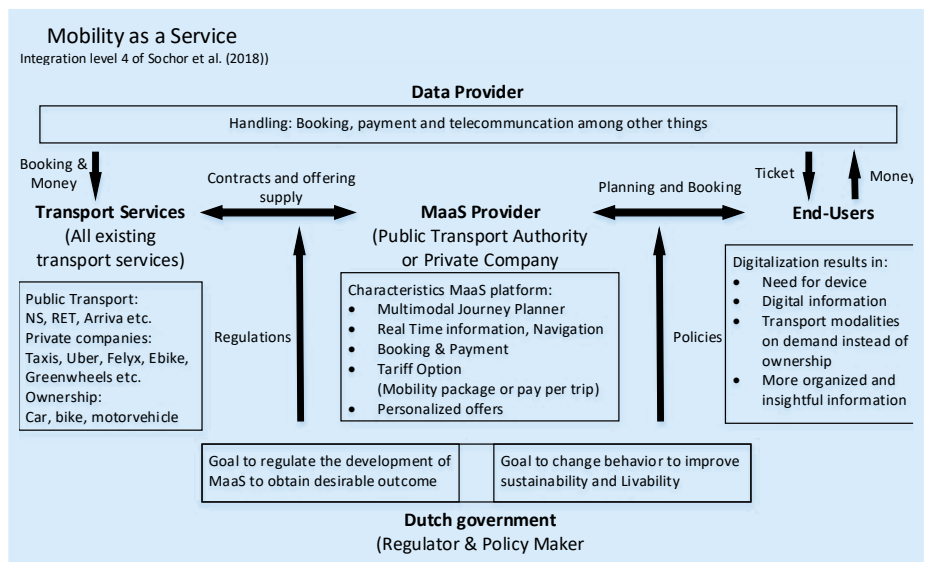 Mobility as a Service
Integration level 4 of Sochor et al. (2018))
Data Provider
Handling: Booking, payment and telecommuncation among other things
Booking &
Money
Contracts and offering
supply
Planning and Booking
Ticket
Money
Transport Services
(All existing
transport services)
MaaS Provider
(Public Transport Authority
or Private Company
End-Users
Public Transport:
NS, RET, Arriva etc.
Private companies:
Taxis, Uber, Felyx, Ebike,
Greenwheels etc.
Ownership:
Car, bike, motorvehicle
Regulations
Characteristics MaaS platform:
• Multimodal Journey Planner
• Real Time information, Navigation
• Booking & Payment
• Tariff Option
(Mobility package or pay per trip)
• Personalized offers
Policies
Digitalization results in:
• Need for device
• Digital information
• Transport modalities
on demand instead of
ownership
• More organized and
insightful information
Goal to regulate the development of
MaaS to obtain desirable outcome
Goal to change behavior to improve
sustainability and Livability
Dutch government
(Regulator & Policy Maker